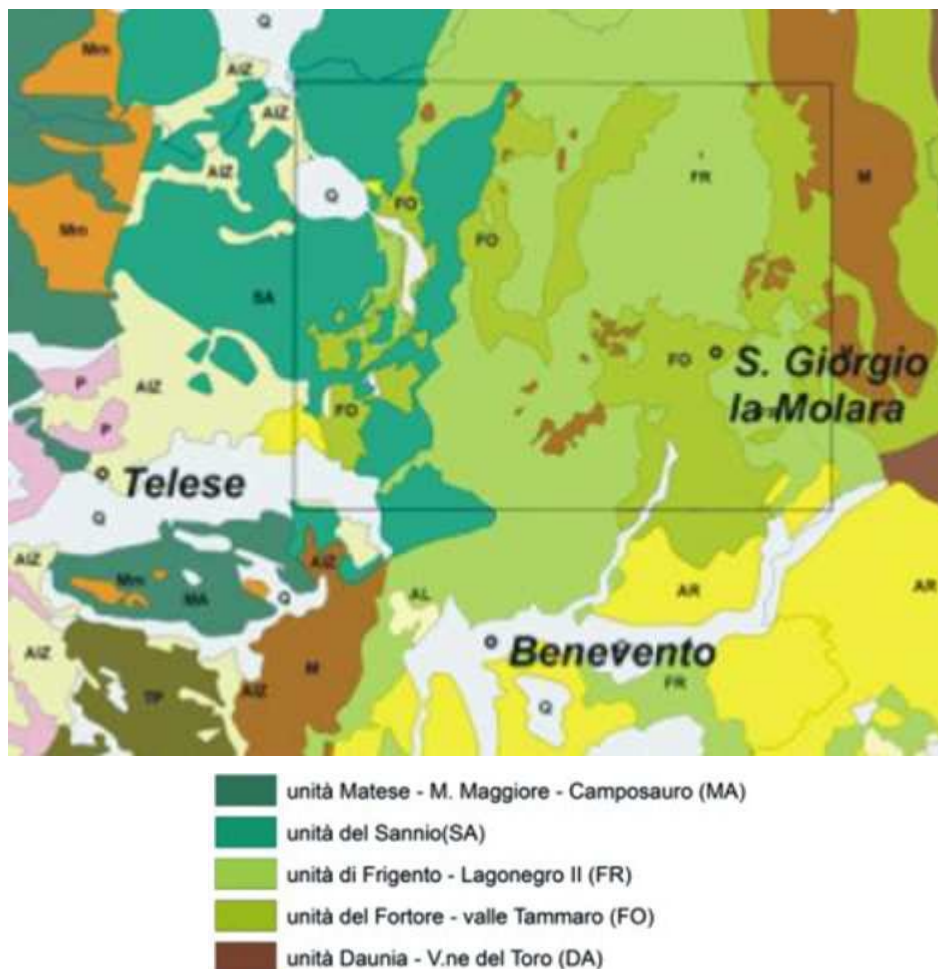 Q
Mm
AIZ
AIZ
AIZ
Q
FO
FR
M
Mm
FO
SA
AIZ
P
FO
S. Giorgio
la Molara
FO
P
Telese
Q
AIZ
AIZ
Mm
MA
Q
AL
AR
AR
Benevento
AIZ
AIZ
M
TP
Q
FR
unità Matese - M. Maggiore - Camposauro (MA)
unità del Sannio(SA)
unità di Frigento - Lagonegro II (FR)
unità del Fortore - valle Tammaro (FO)
unità Daunia - V.ne del Toro (DA)